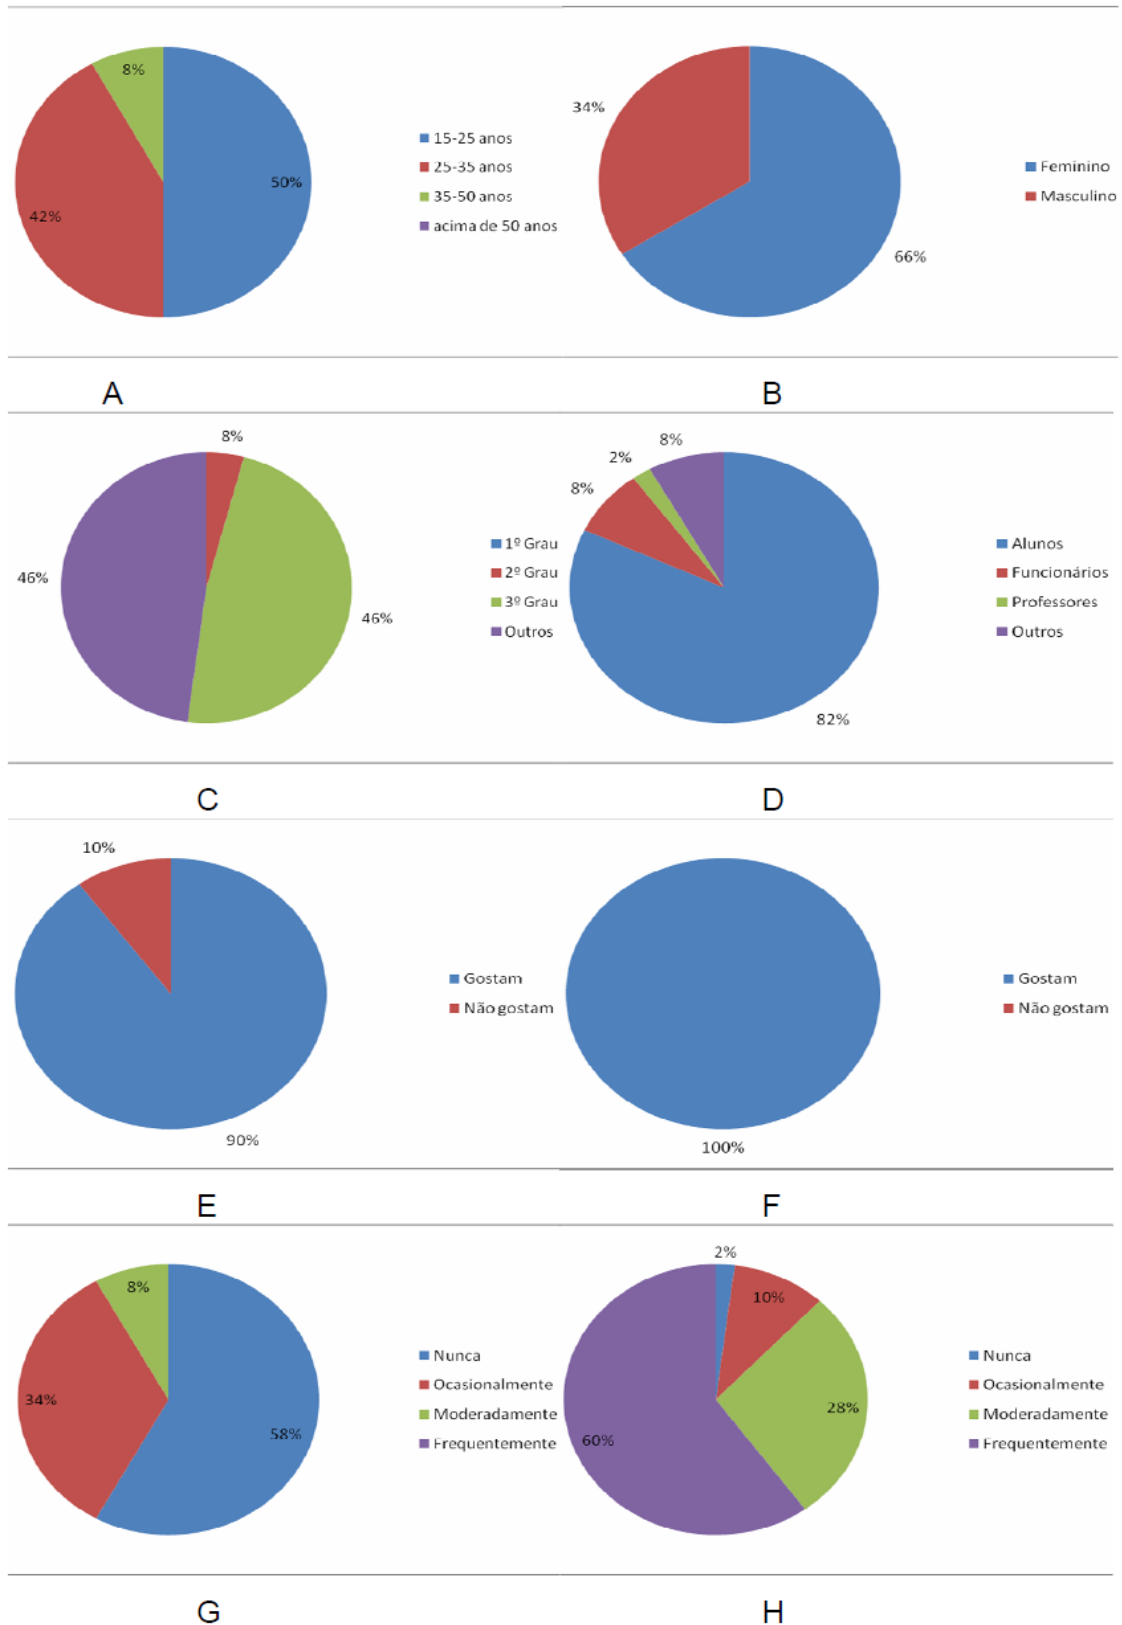 8%
50%
42%
15-25 anos
25-35 anos
35-50 anos
acima de 50 anos
A
34%
66%
Feminino
Masculino
B
8%
46%
46%
1º Grau
2º Grau
3º Grau
Outros
C
8%
2%
8%
82%
Alunos
Funcionários
Professores
Outros
D
10%
90%
Gostam
Não gostam
E
100%
Gostam
Não gostam
F
8%
34%
58%
Nunca
Ocasionalmente
Moderadamente
Frequentemente
G
2%
10%
28%
60%
Nunca
Ocasionalmente
Moderadamente
Frequentemente
H